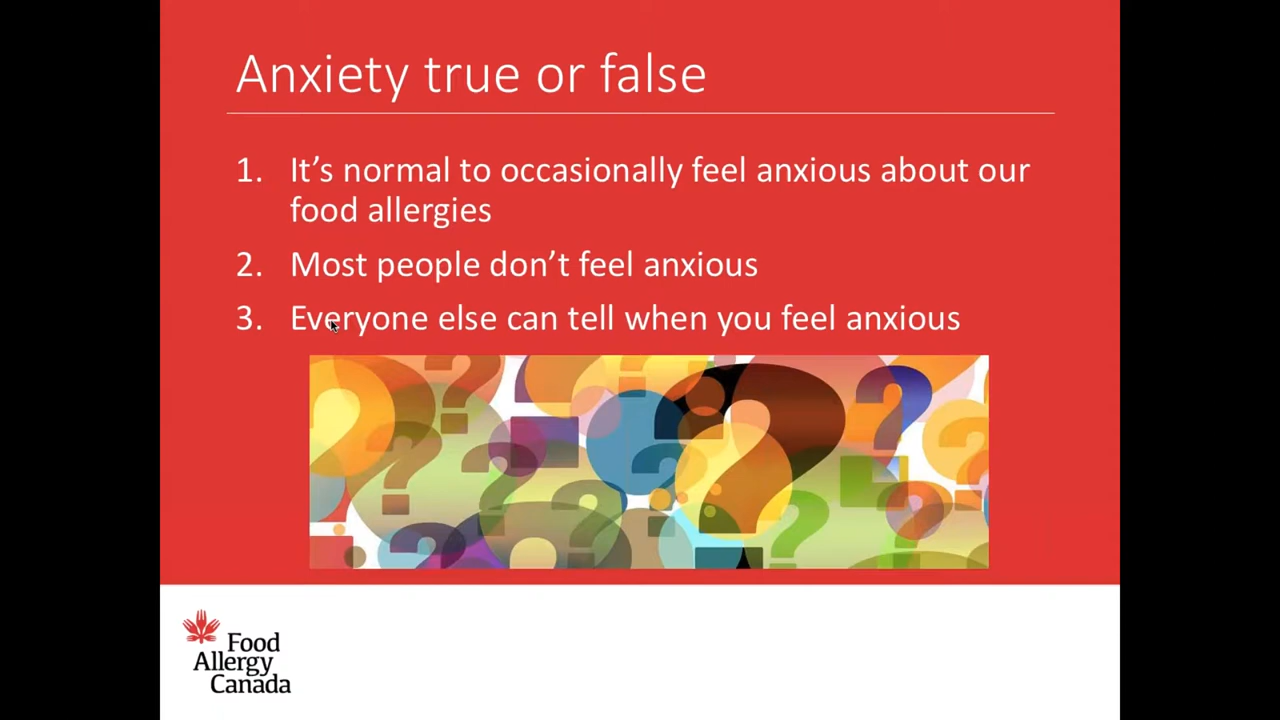 Anxiety true or false
1. It’s normal to occasionally feel anxious about our
food allergies
2. Most people don’t feel anxious
3. Everyone else can tell when you feel anxious
Food
Allergy
Canada